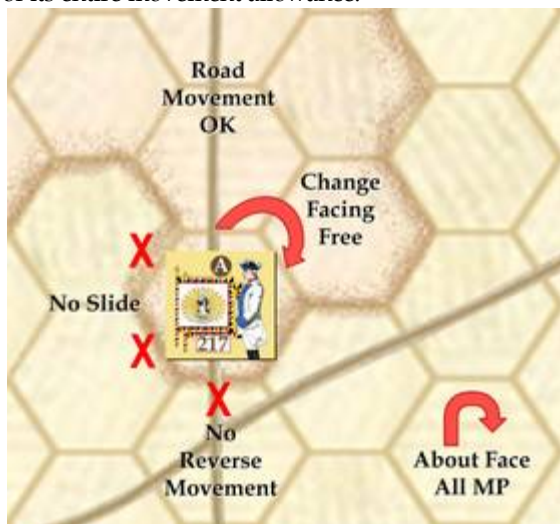 of its entire movement allowance.
Road
Movement
OK
Change
Facing
Free
A
No Slide
217
X
X
X
No
Reverse
Movement
About Face
All MP